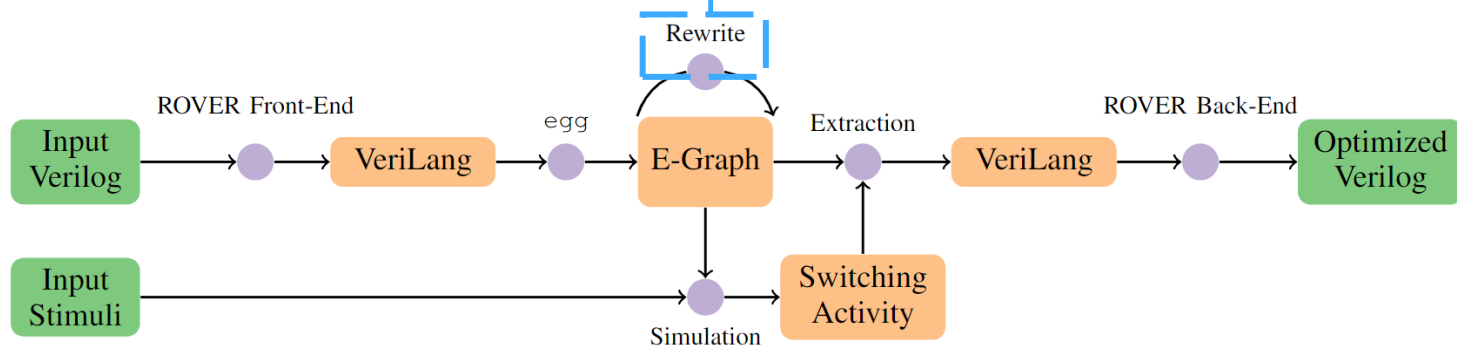 Rewrite
ROVER Front-End
egg
Extraction
ROVER Back-End
Input
Verilog
VeriLang
E-Graph
VeriLang
Optimized
Verilog
Input
Stimuli
Simulation
Switching
Activity